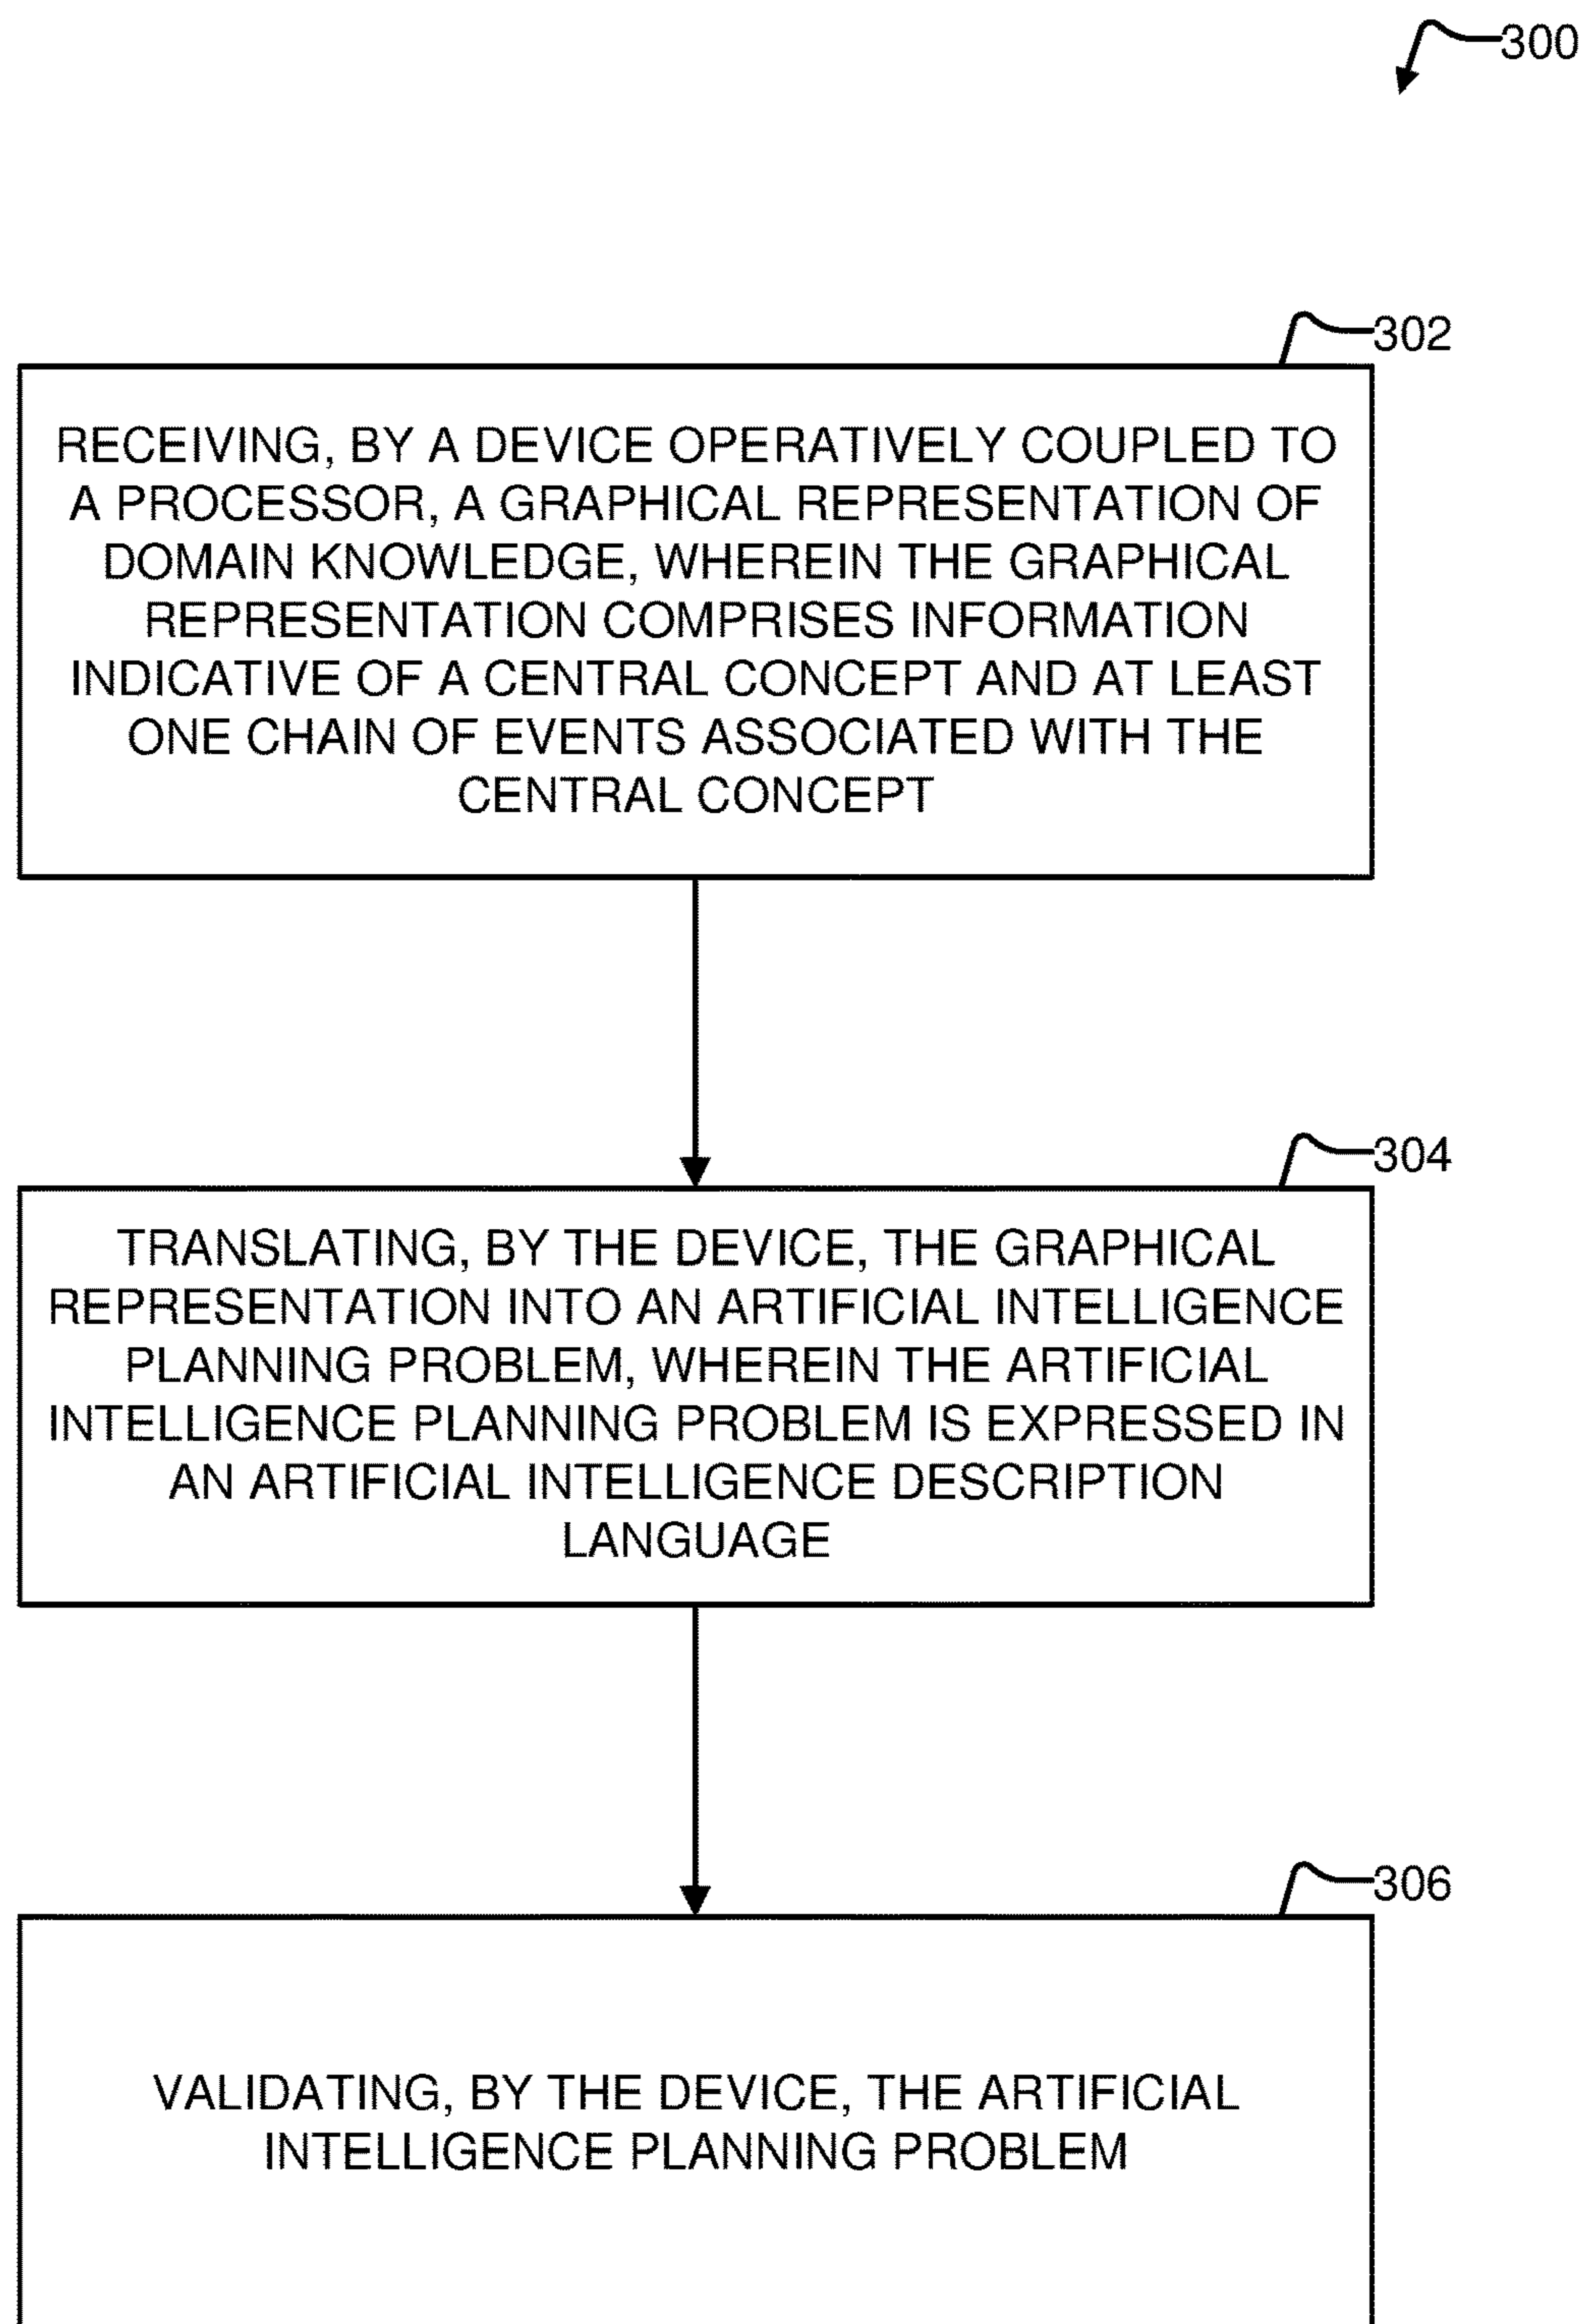 300
302
RECEIVING, BY A DEVICE OPERATIVELY COUPLED TO
A PROCESSOR, A GRAPHICAL REPRESENTATION OF
DOMAIN KNOWLEDGE, WHEREIN THE GRAPHICAL
REPRESENTATION COMPRISES INFORMATION
INDICATIVE OF A CENTRAL CONCEPT AND AT LEAST
ONE CHAIN OF EVENTS ASSOCIATED WITH THE
CENTRAL CONCEPT
304
TRANSLATING, BY THE DEVICE, THE GRAPHICAL
REPRESENTATION INTO AN ARTIFICIAL INTELLIGENCE
PLANNING PROBLEM, WHEREIN THE ARTIFICIAL
INTELLIGENCE PLANNING PROBLEM IS EXPRESSED IN
AN ARTIFICIAL INTELLIGENCE DESCRIPTION
LANGUAGE
306
VALIDATING, BY THE DEVICE, THE ARTIFICIAL
INTELLIGENCE PLANNING PROBLEM